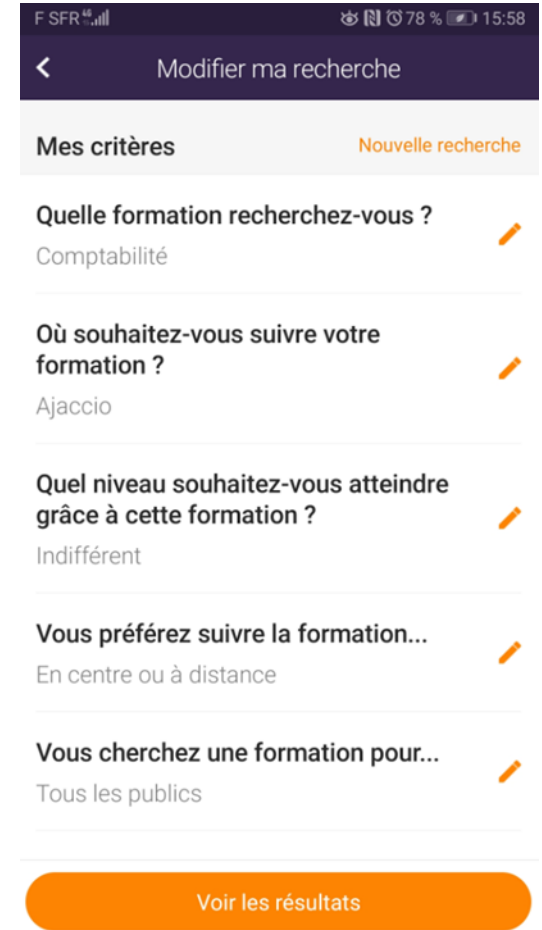 F SFR 4G 78 % 15:58
Modifier ma recherche
Mes critères Nouvelle recherche
Quelle formation recherchez-vous ?
Comptabilité
Où souhaitez-vous suivre votre
formation ?
Ajaccio
Quel niveau souhaitez-vous atteindre
grâce à cette formation ?
Indifférent
Vous préférez suivre la formation...
En centre ou à distance
Vous cherchez une formation pour...
Tous les publics
Voir les résultats